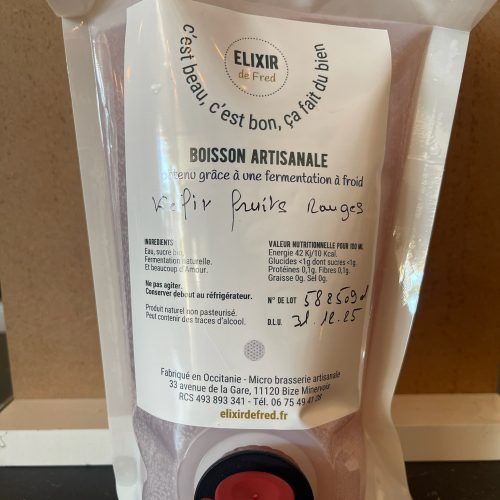 ELIXIR
de Fred
c'est beau, c'est bon, ça fait du bien
BOISSON ARTISANALE
obtenu grâce à une fermentation à froid
Kefir fruits Rouges
INGREDIENTS
Eau, sucre bio,
Fermentation naturelle.
Et beaucoup d'Amour.
Ne pas agiter.
Conserver debout au réfrigérateur.
Produit naturel non pasteurisé.
Peut contenir des traces d'alcool.
VALEUR NUTRITIONNELLE POUR 100 ML
Energie 42 Kj/10 Kcal.
Glucides <1g dont sucres <1g.
Protéines 0,1g. Fibres 0,1g.
Graisse 0g. Sel 0g.
N° DE LOT
D.L.U. 31.12.25
Fabriqué en Occitanie - Micro brasserie artisanale
33 avenue de la Gare, 11120 Bize Minervois
RCS 493 893 341 - Tél. 06 75 49 41 08
elixirdefred.fr